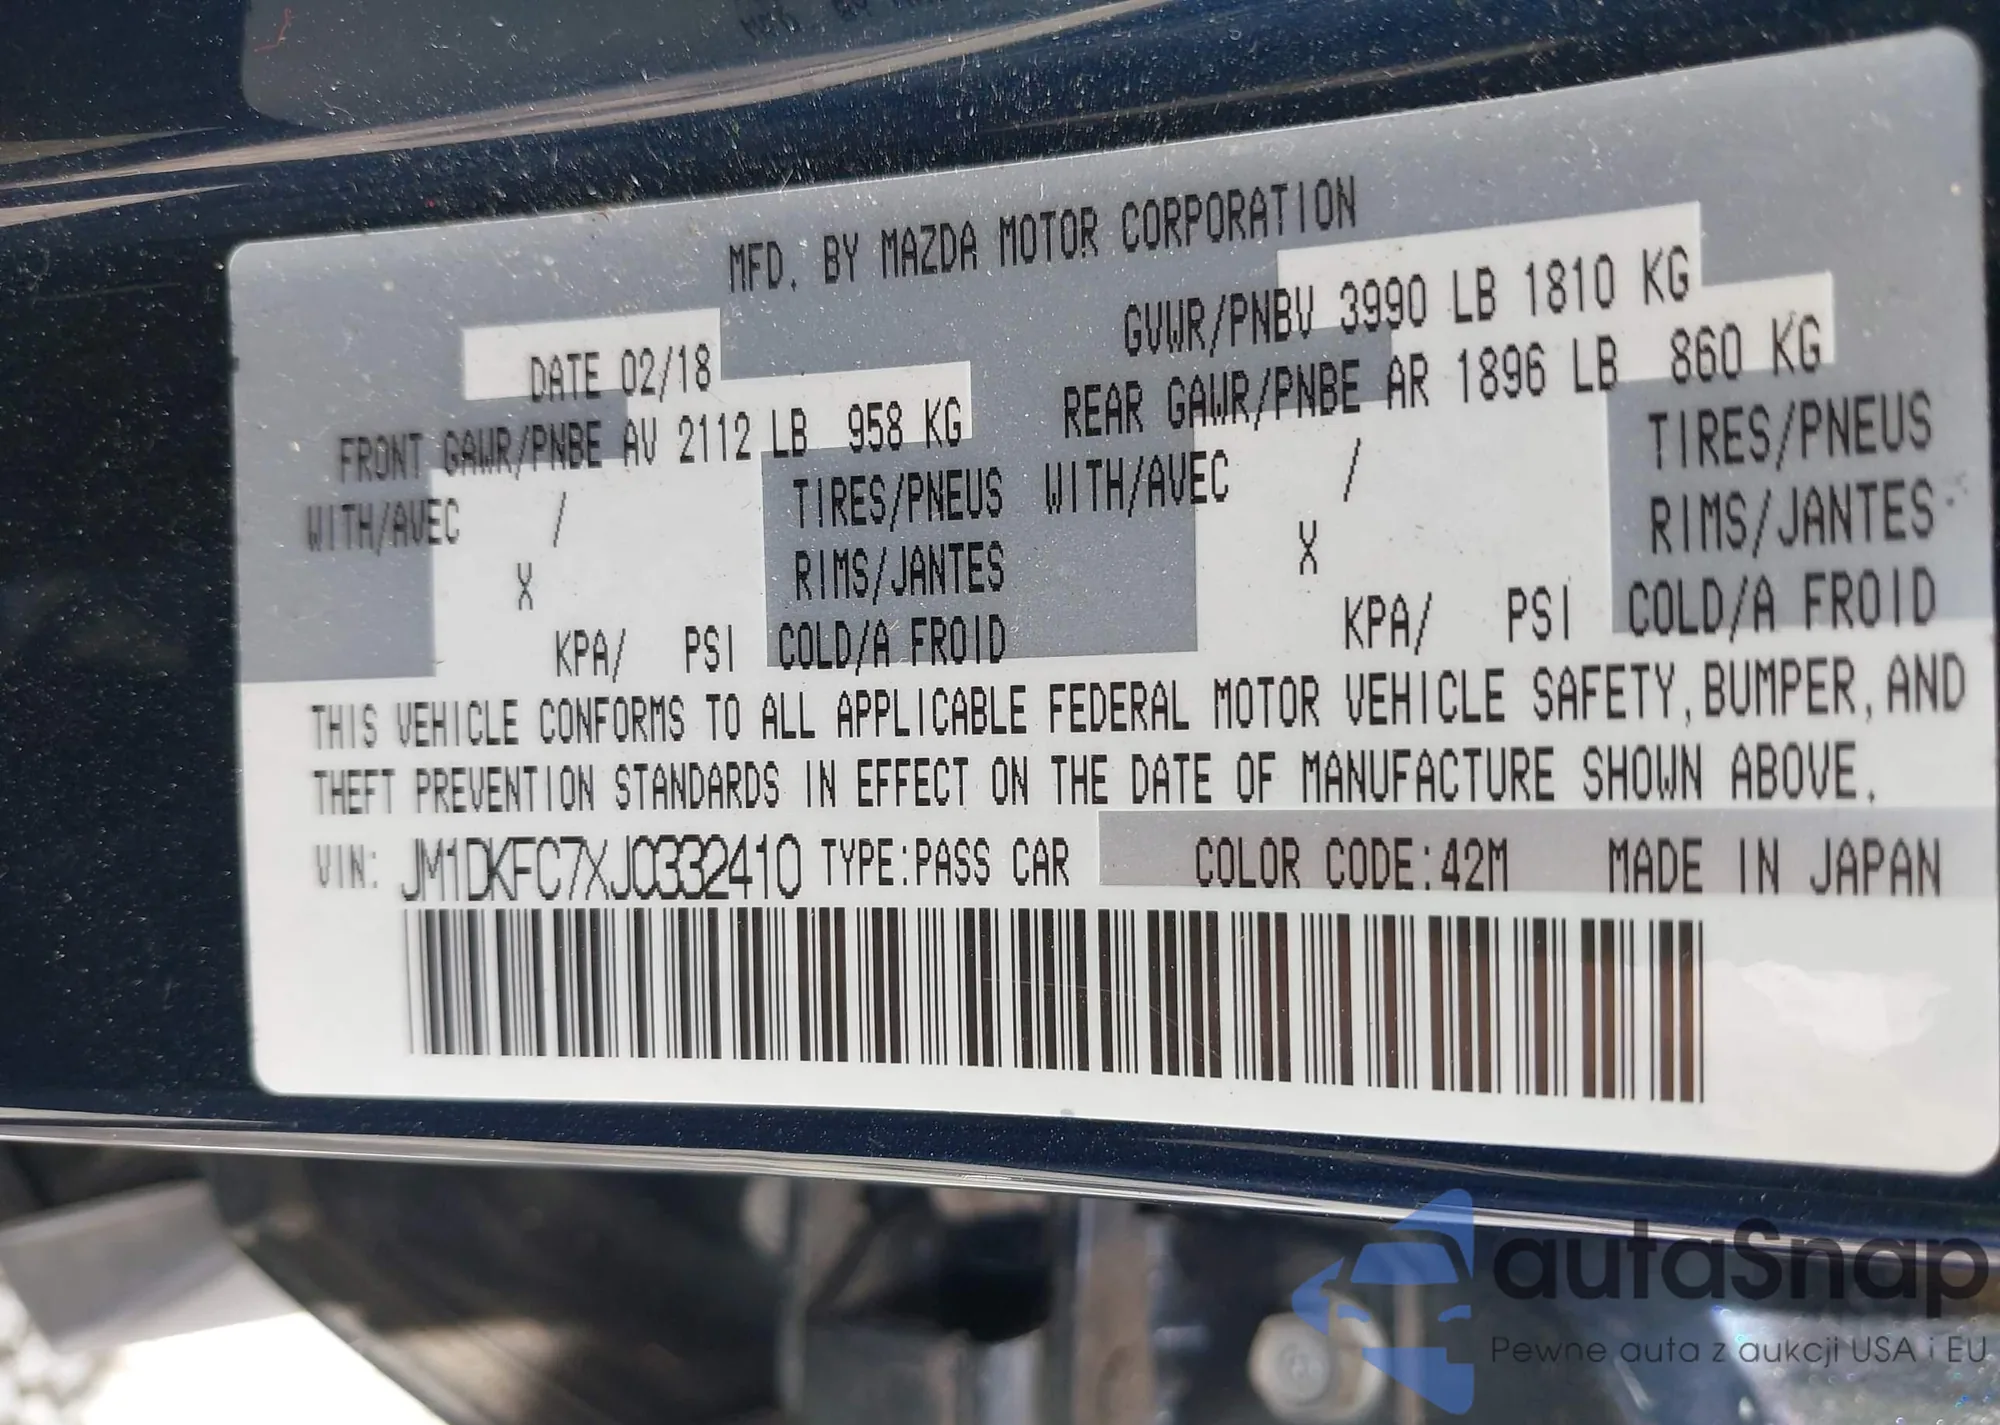 MFD. BY MAZDA MOTOR CORPORATION
DATE 02/18
GVWR/PNBV 3990 LB 1810 KG
FRONT GAWR/PNBE AV 2112 LB 958 KG
REAR GAWR/PNBE AR 1896 LB 860 KG
WITH/AVEC / TIRES/PNEUS
WITH/AVEC / TIRES/PNEUS
X RIMS/JANTES
X RIMS/JANTES
KPA/ PSI COLD/A FROID
KPA/ PSI COLD/A FROID
THIS VEHICLE CONFORMS TO ALL APPLICABLE FEDERAL MOTOR VEHICLE SAFETY, BUMPER, AND
THEFT PREVENTION STANDARDS IN EFFECT ON THE DATE OF MANUFACTURE SHOWN ABOVE.
VIN: JM1DKFC7XJ0332410 TYPE:PASS CAR COLOR CODE:42M MADE IN JAPAN
autaSnap
Pewne auta z aukcji USA i EU